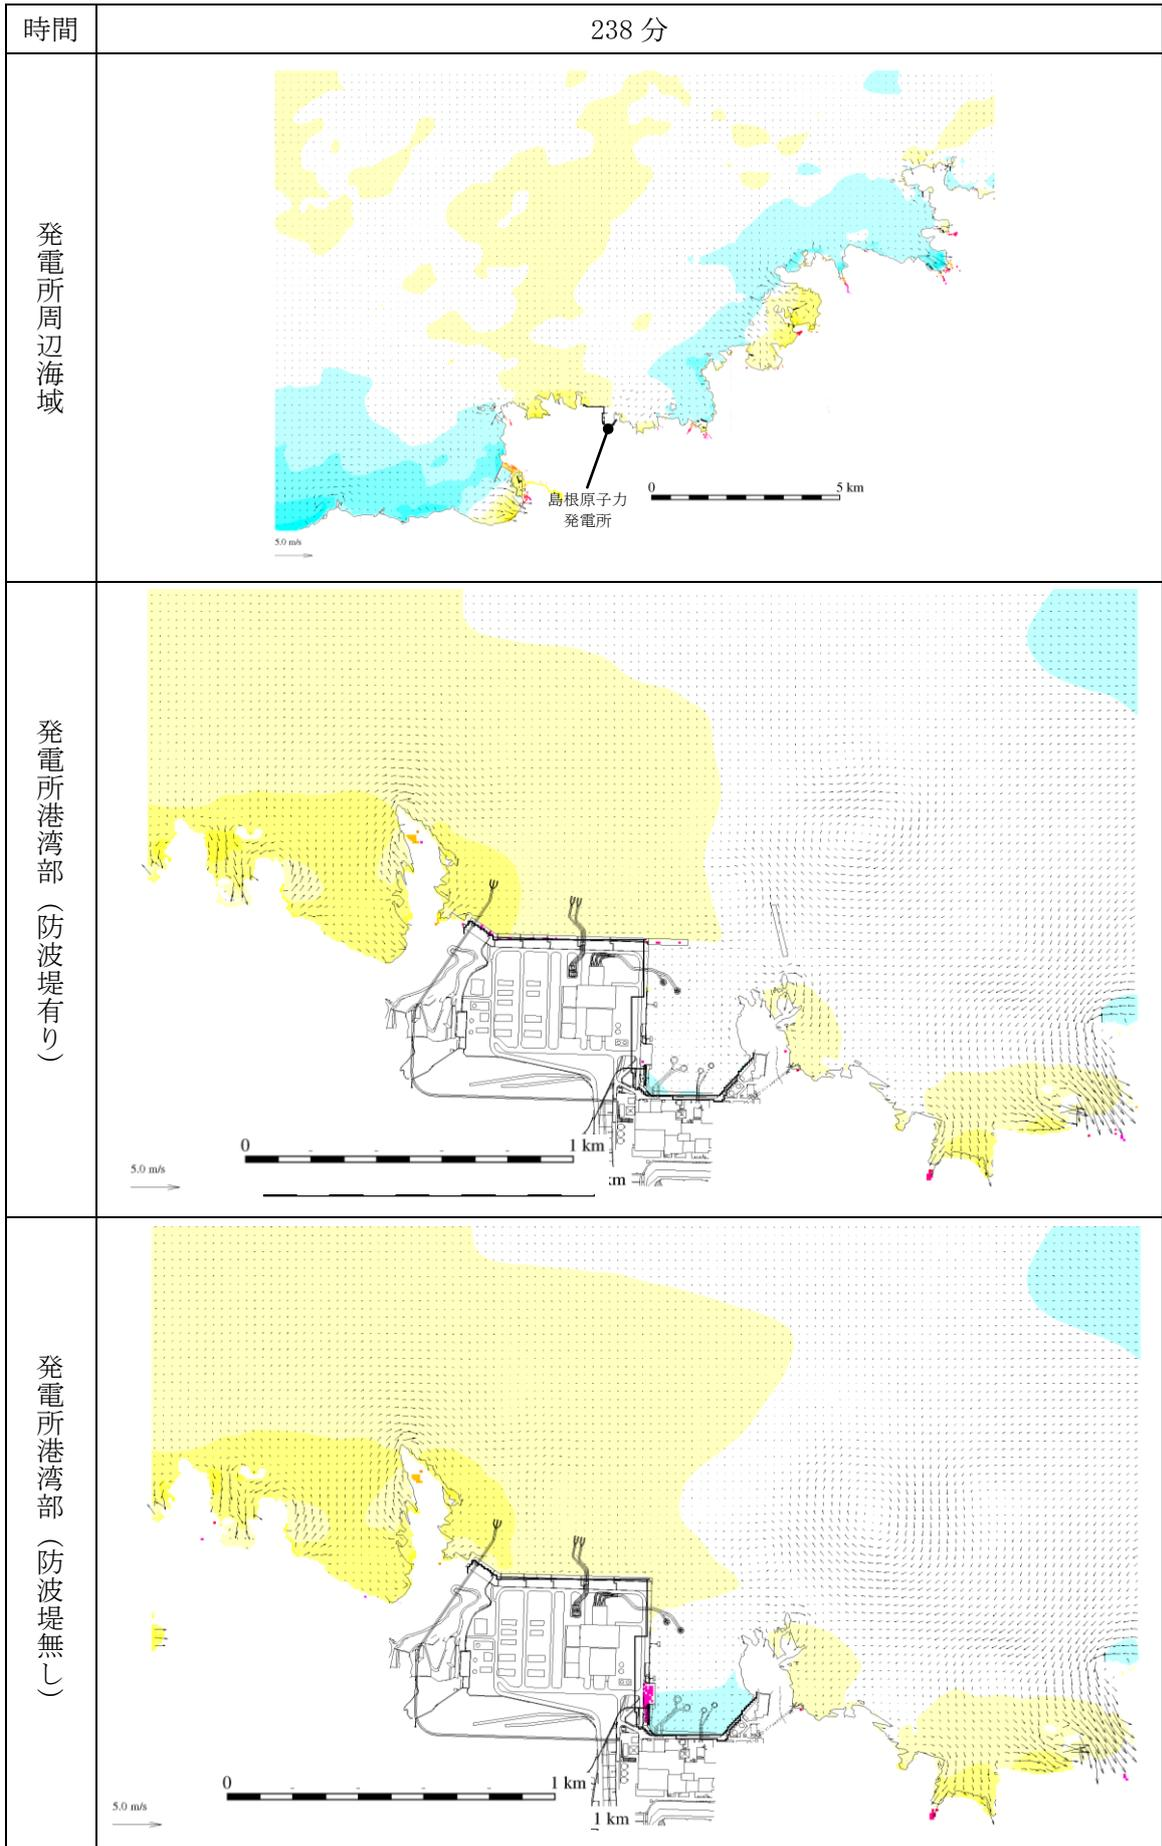 時間
238 分
発電所周辺海域
島根原子力
発電所
0
5 km
5.0 m/s
発電所港湾部（防波堤有り）
0
1 km
km
5.0 m/s
発電所港湾部（防波堤無し）
0
1 km
1 km
5.0 m/s